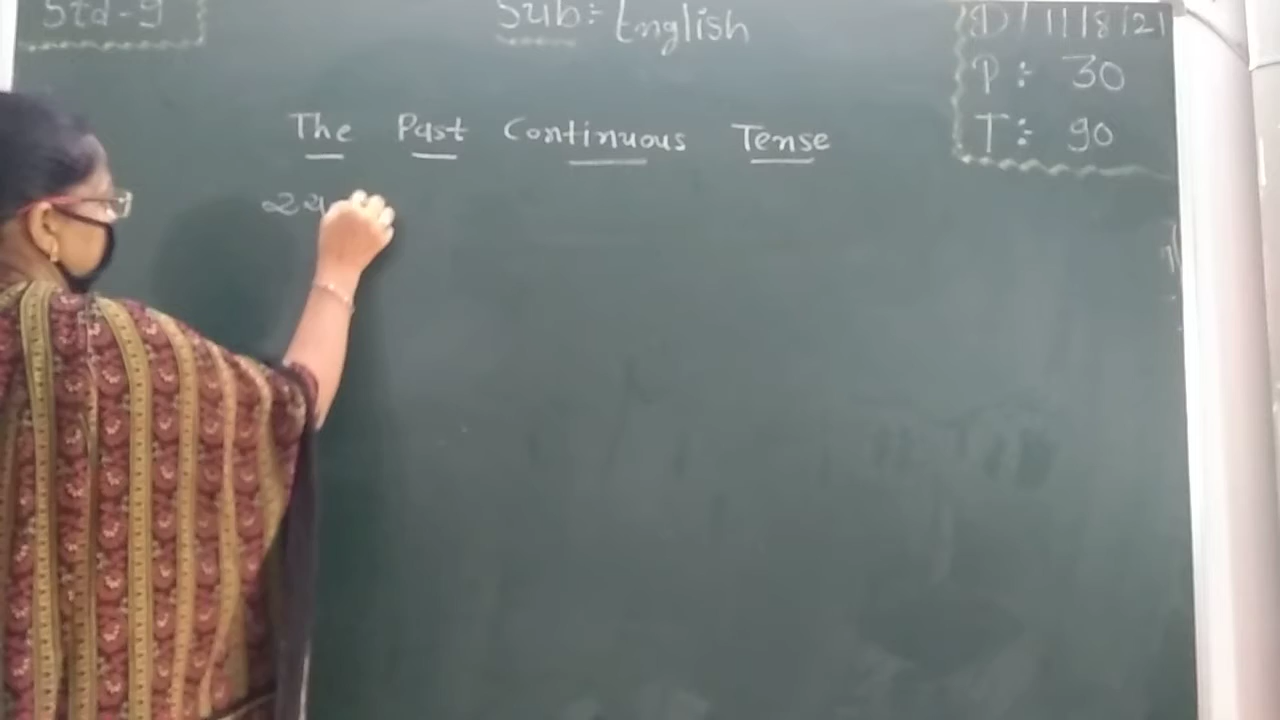 Std-9
Sub:- English
D/11/8/21
P:- 30
T:- 90
The Past Continuous Tense